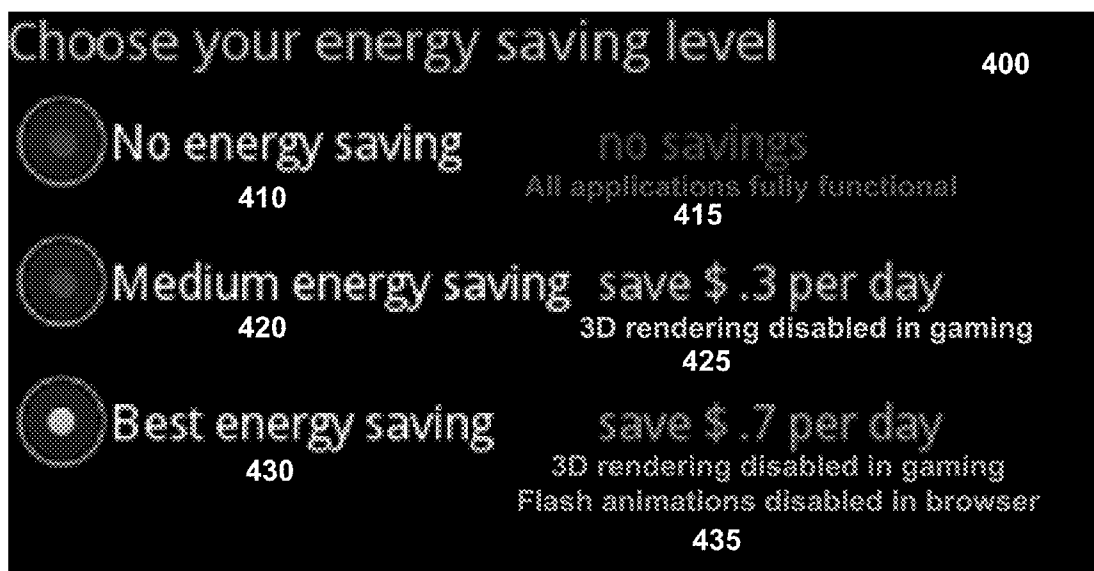 Choose your energy saving level
400
No energy saving
no savings
410
All applications fully functional
415
Medium energy saving
save $ .3 per day
420
3D rendering disabled in gaming
425
Best energy saving
save $ .7 per day
430
3D rendering disabled in gaming
Flash animations disabled in browser
435